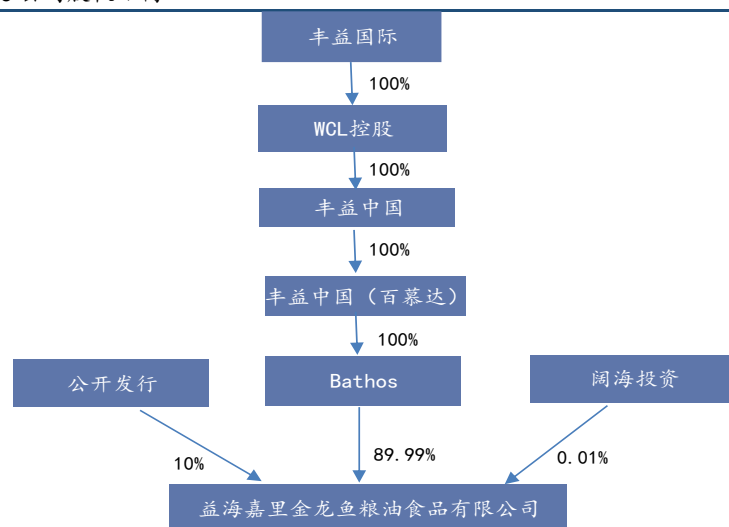 丰益国际
100%
WCL控股
100%
丰益中国
100%
丰益中国（百慕达）
100%
公开发行
Bathos
阔海投资
10%
89.99%
0.01%
益海嘉里金龙鱼粮油食品有限公司